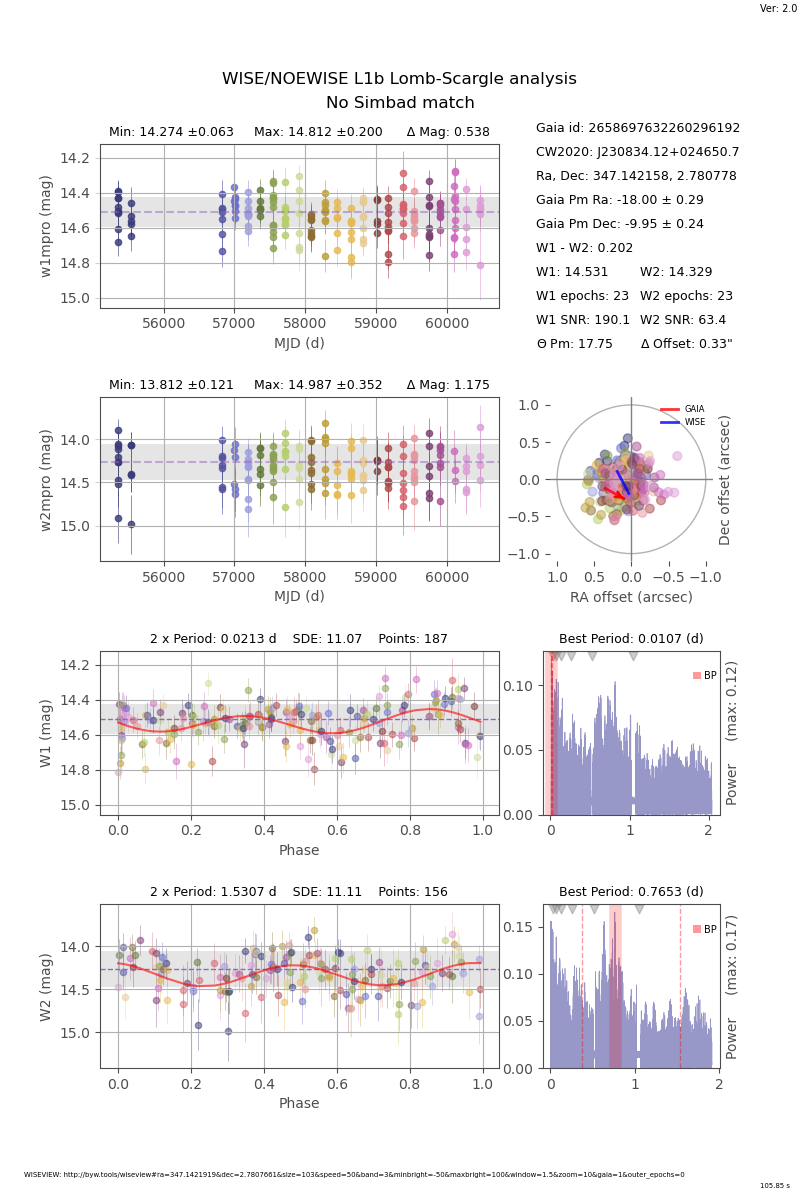 Ver: 2.0
WISE/NOEWISE L1b Lomb-Scargle analysis
No Simbad match
Min: 14.274 ±0.063 Max: 14.812 ±0.200 Δ Mag: 0.538
14.2
14.4
14.6
14.8
15.0
w1mpro (mag)
56000 57000 58000 59000 60000
MJD (d)
Gaia id: 2658697632260296192
CW2020: J230834.12+024650.7
Ra, Dec: 347.142158, 2.780778
Gaia Pm Ra: -18.00 ± 0.29
Gaia Pm Dec: -9.95 ± 0.24
W1 - W2: 0.202
W1: 14.531 W2: 14.329
W1 epochs: 23 W2 epochs: 23
W1 SNR: 190.1 W2 SNR: 63.4
Θ Pm: 17.75 Δ Offset: 0.33"
Min: 13.812 ±0.121 Max: 14.987 ±0.352 Δ Mag: 1.175
14.0
14.5
15.0
w2mpro (mag)
56000 57000 58000 59000 60000
MJD (d)
1.0
0.5
0.0
−0.5
−1.0
GAIA
WISE
Dec offset (arcsec)
1.0 0.5 0.0 −0.5 −1.0
RA offset (arcsec)
2 x Period: 0.0213 d SDE: 11.07 Points: 187
14.2
14.4
14.6
14.8
15.0
W1 (mag)
0.0 0.2 0.4 0.6 0.8 1.0
Phase
Best Period: 0.0107 (d)
0.10
0.05
0.00
BP
Power (max: 0.12)
0 1 2
2 x Period: 1.5307 d SDE: 11.11 Points: 156
14.0
14.5
15.0
W2 (mag)
0.0 0.2 0.4 0.6 0.8 1.0
Phase
Best Period: 0.7653 (d)
0.15
0.10
0.05
0.00
BP
Power (max: 0.17)
0 1 2
WISEVIEW: http://byw.tools/wiseview#ra=347.1421919&dec=2.7807661&size=103&speed=50&band=3&minbright=-50&maxbright=100&window=1.5&zoom=10&gaia=1&outer_epochs=0
105.85 s